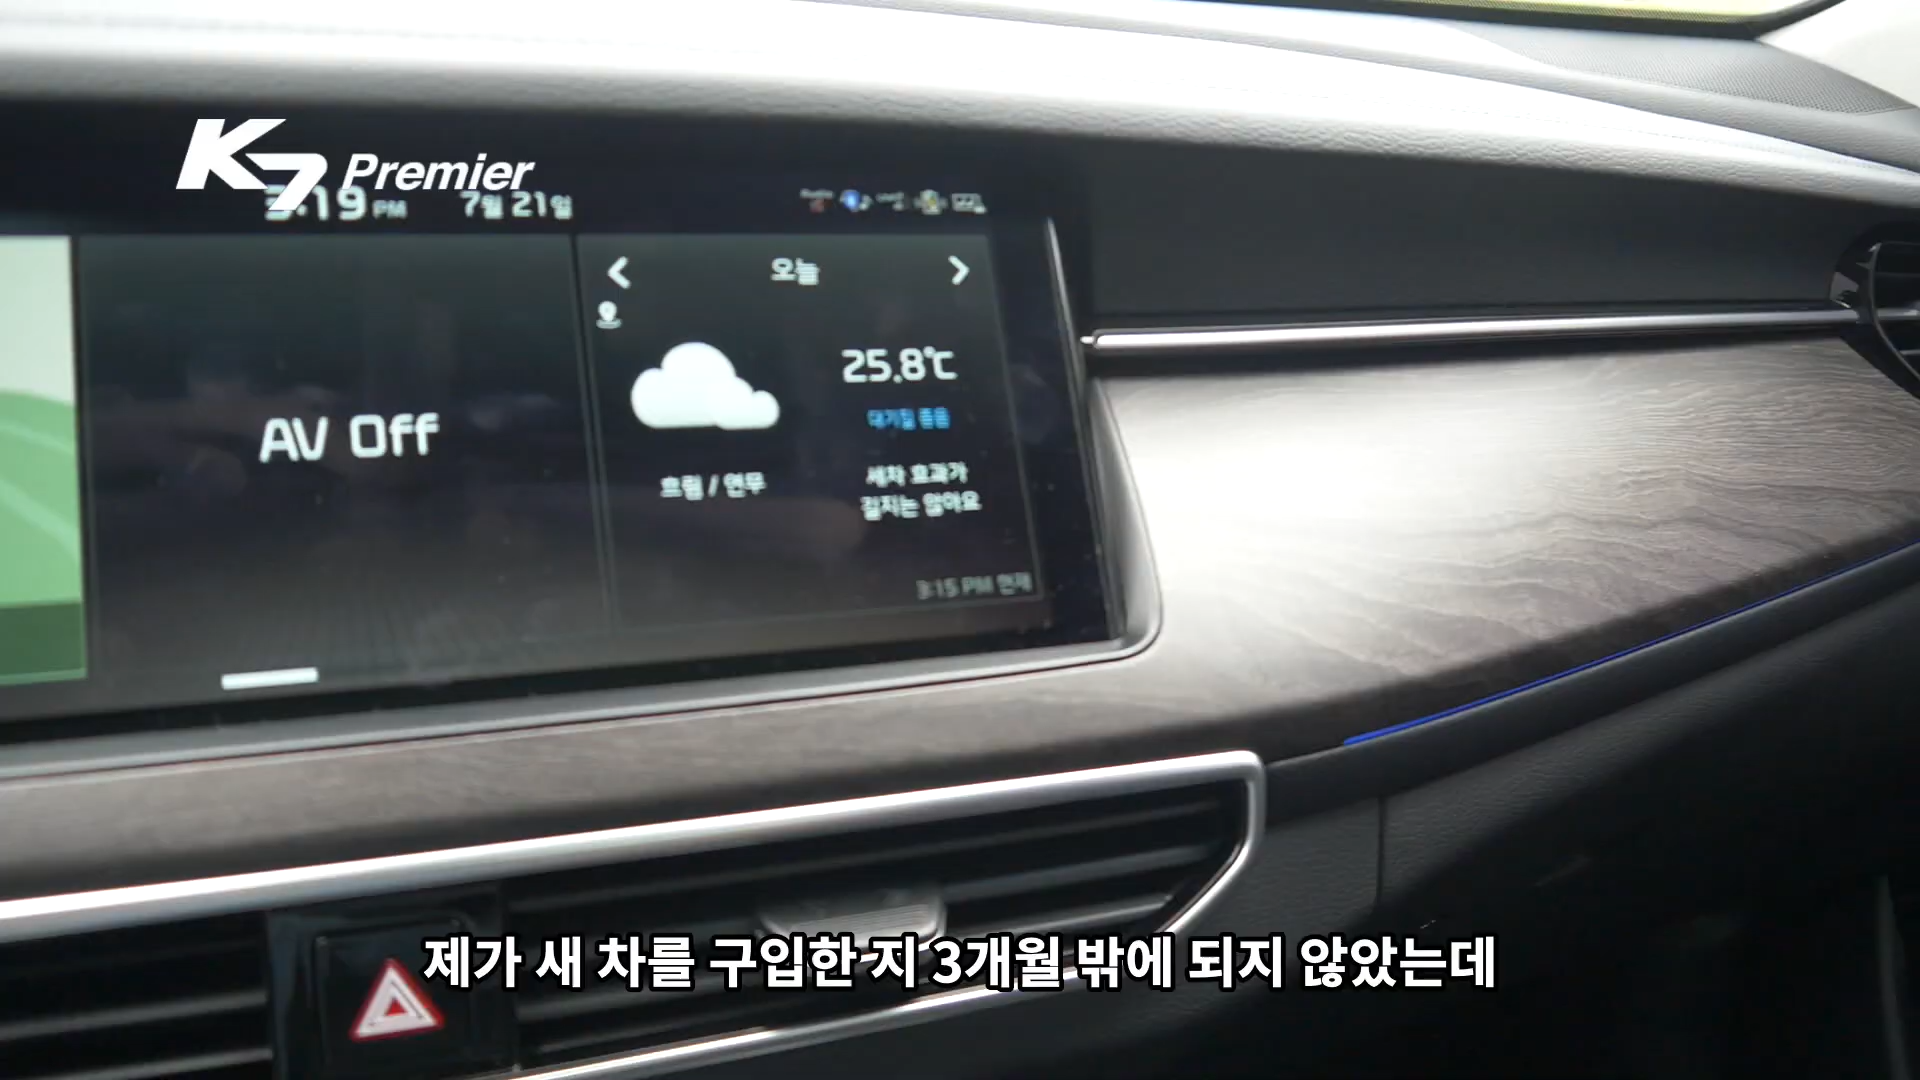 K7 Premier
3:19 PM 7월 21일
오늘
25.8℃
대기질 좋음
AV Off
흐림 / 연무
세차 효과가
길지는 않아요
3:15 PM 현재
제가 새 차를 구입한 지 3개월 밖에 되지 않았는데